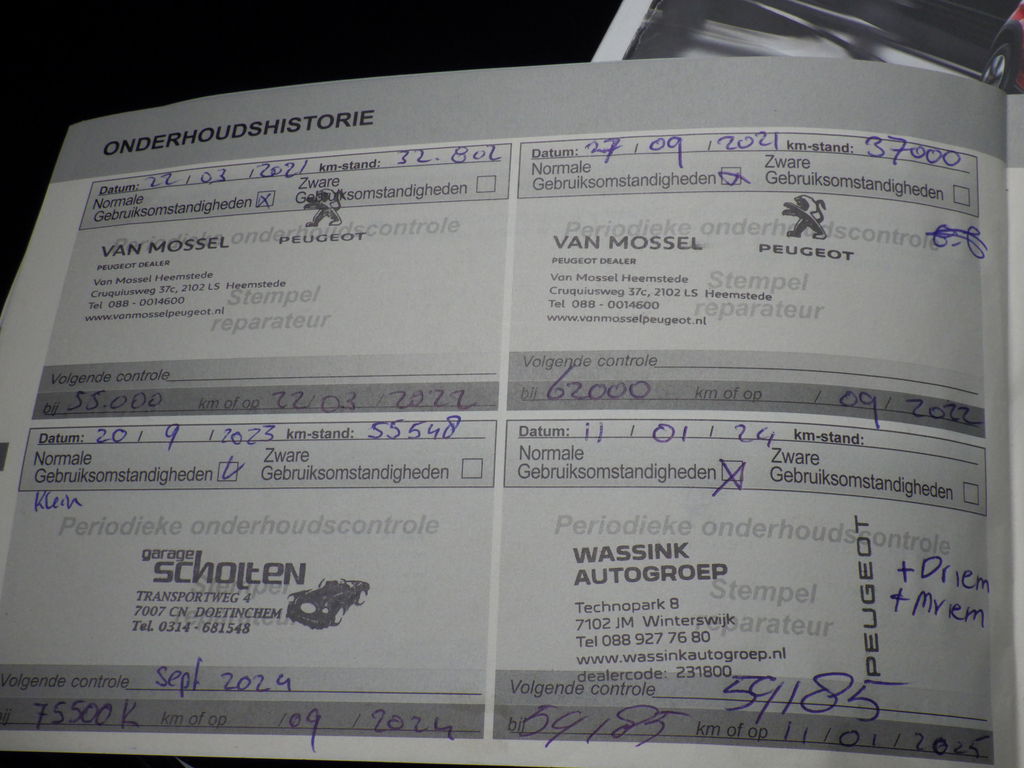 ONDERHOUDSHISTORIE
Datum: 22 / 03 / 2021 km-stand: 32.802
Normale
Gebruiksomstandigheden X
Zware
Gebruiksomstandigheden
Periodieke onderhoudscontrole
VAN MOSSEL
PEUGEOT DEALER
PEUGEOT
Van Mossel Heemstede
Cruquiusweg 37c, 2102 LS Heemstede
Tel 088 - 0014600
www.vanmosselpeugeot.nl
Stempel
reparateur
Volgende controle
bij 55.000 km of op 22/03 / 2022
Datum: 27 / 09 / 2021 km-stand: 37000
Normale
Gebruiksomstandigheden
Zware
Gebruiksomstandigheden
Periodieke onderhoudscontrole
VAN MOSSEL
PEUGEOT DEALER
PEUGEOT
Van Mossel Heemstede
Cruquiusweg 37c, 2102 LS Heemstede
Tel 088 - 0014600
www.vanmosselpeugeot.nl
Stempel
reparateur
Volgende controle
bij 62000 km of op / 09 / 2022
Datum: 20 / 9 / 2023 km-stand: 55548
Normale
Gebruiksomstandigheden
Zware
Gebruiksomstandigheden
Klein
Periodieke onderhoudscontrole
garage
SCHOLTEN
TRANSPORTWEG 4
7007 CN DOETINCHEM
Tel. 0314 - 681548
Stempel
reparateur
Volgende controle Sept 2024
bij 75500 K km of op / 09 / 2024
Datum: 11 / 01 / 24 km-stand:
Normale
Gebruiksomstandigheden X
Zware
Gebruiksomstandigheden
Periodieke onderhoudscontrole
WASSINK
AUTOGROEP
PEUGEOT
+ Driem
+ Mriem
Technopark 8
7102 JM Winterswijk
Tel 088 927 76 80
www.wassinkautogroep.nl
dealercode: 231800
Stempel
reparateur
Volgende controle 59185
bij 59185 km of op 11 / 01 / 2025